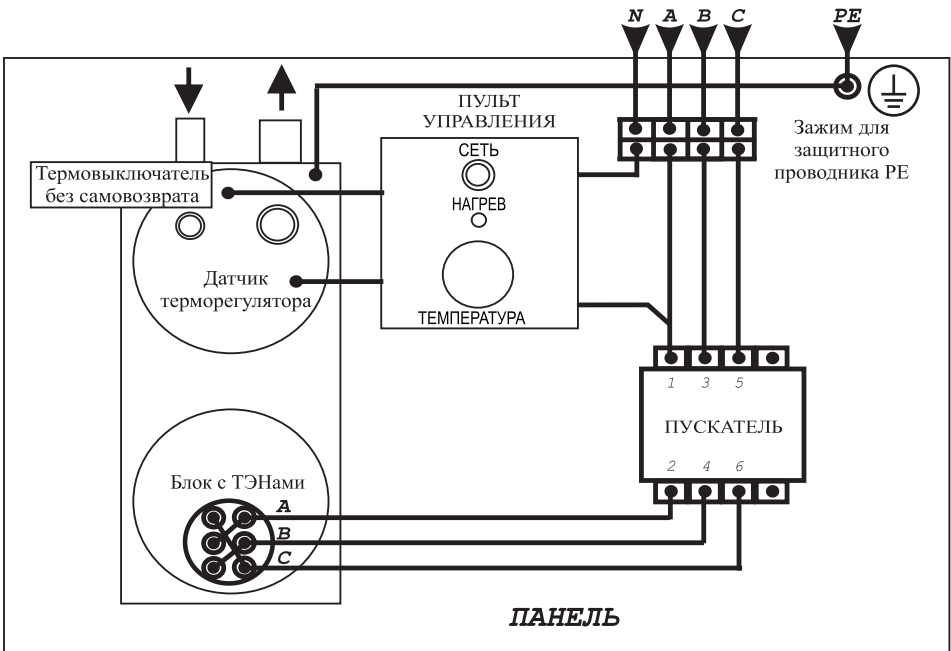 N A B C PE
ПУЛЬТ
УПРАВЛЕНИЯ
СЕТЬ
НАГРЕВ
ТЕМПЕРАТУРА
Зажим для
защитного
проводника PE
Термовыключатель
без самовозврата
Датчик
терморегулятора
1 3 5
ПУСКАТЕЛЬ
2 4 6
Блок с ТЭНами
A
B
C
ПАНЕЛЬ